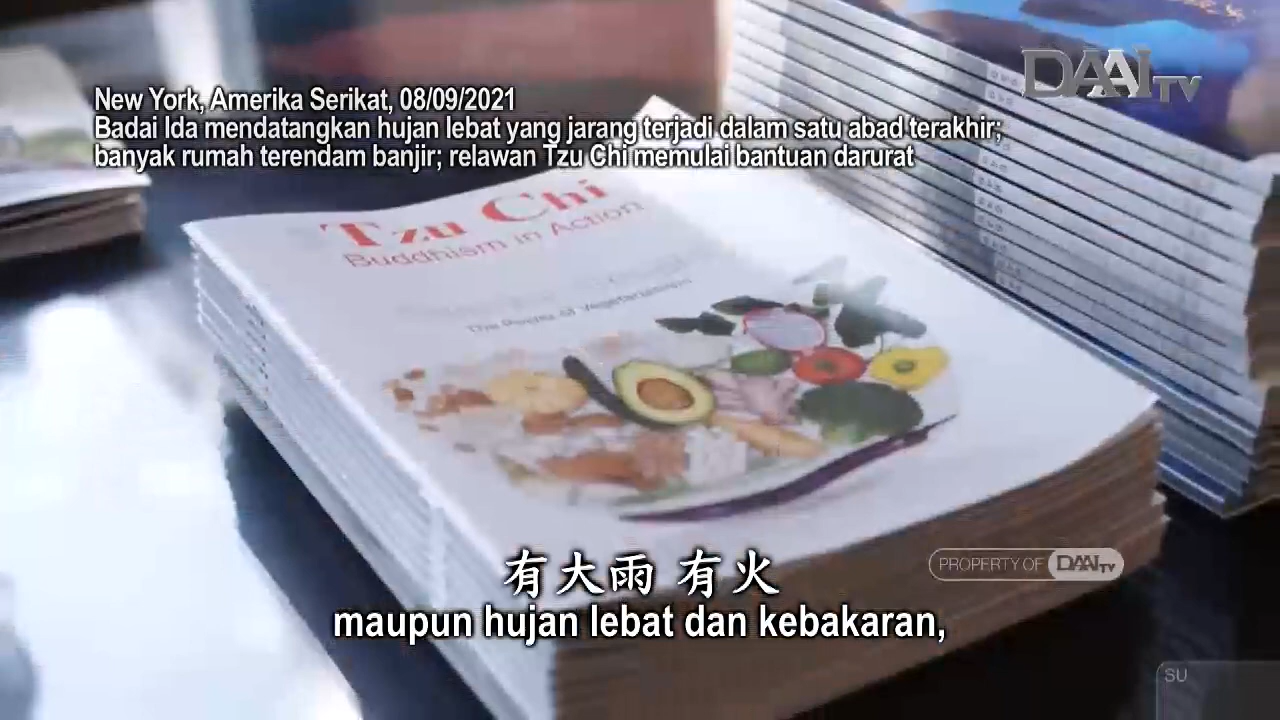 DAAI TV
New York, Amerika Serikat, 08/09/2021
Badai Ida mendatangkan hujan lebat yang jarang terjadi dalam satu abad terakhir;
banyak rumah terendam banjir; relawan Tzu Chi memulai bantuan darurat
Tzu Chi
Buddhism in Action
The Power of Vegetarianism
有大雨 有火
PROPERTY OF DAAI TV
maupun hujan lebat dan kebakaran,
SU